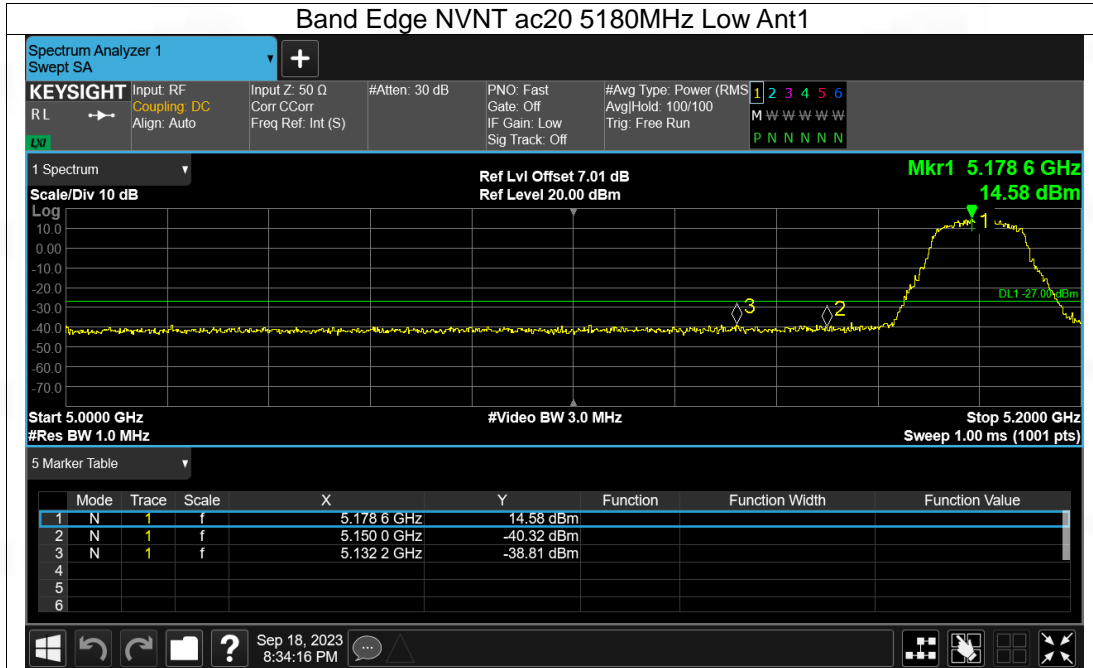 Band Edge NVNT ac20 5180MHz Low Ant1
Spectrum Analyzer 1
Swept SA
+
KEYSIGHT
RL
LXI
Input: RF
Coupling: DC
Align: Auto
Input Z: 50 Ω
Corr CCorr
Freq Ref: Int (S)
#Atten: 30 dB
PNO: Fast
Gate: Off
IF Gain: Low
Sig Track: Off
#Avg Type: Power (RMS
Avg|Hold: 100/100
Trig: Free Run
1 2 3 4 5 6
M W W W W W
P N N N N N
1 Spectrum
Scale/Div 10 dB
Ref Lvl Offset 7.01 dB
Ref Level 20.00 dBm
Mkr1 5.178 6 GHz
14.58 dBm
Log
10.0
0.00
-10.0
-20.0
-30.0
-40.0
-50.0
-60.0
-70.0
1
3
2
DL1 -27.00 dBm
Start 5.0000 GHz
#Video BW 3.0 MHz
Stop 5.2000 GHz
#Res BW 1.0 MHz
Sweep 1.00 ms (1001 pts)
5 Marker Table
Mode Trace Scale X Y Function Function Width Function Value
1 N 1 f 5.178 6 GHz 14.58 dBm
2 N 1 f 5.150 0 GHz -40.32 dBm
3 N 1 f 5.132 2 GHz -38.81 dBm
4
5
6
?
Sep 18, 2023
8:34:16 PM